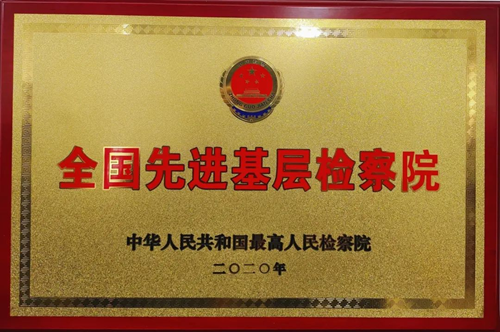 全国先进基层检察院
中华人民共和国最高人民检察院
二〇二〇年